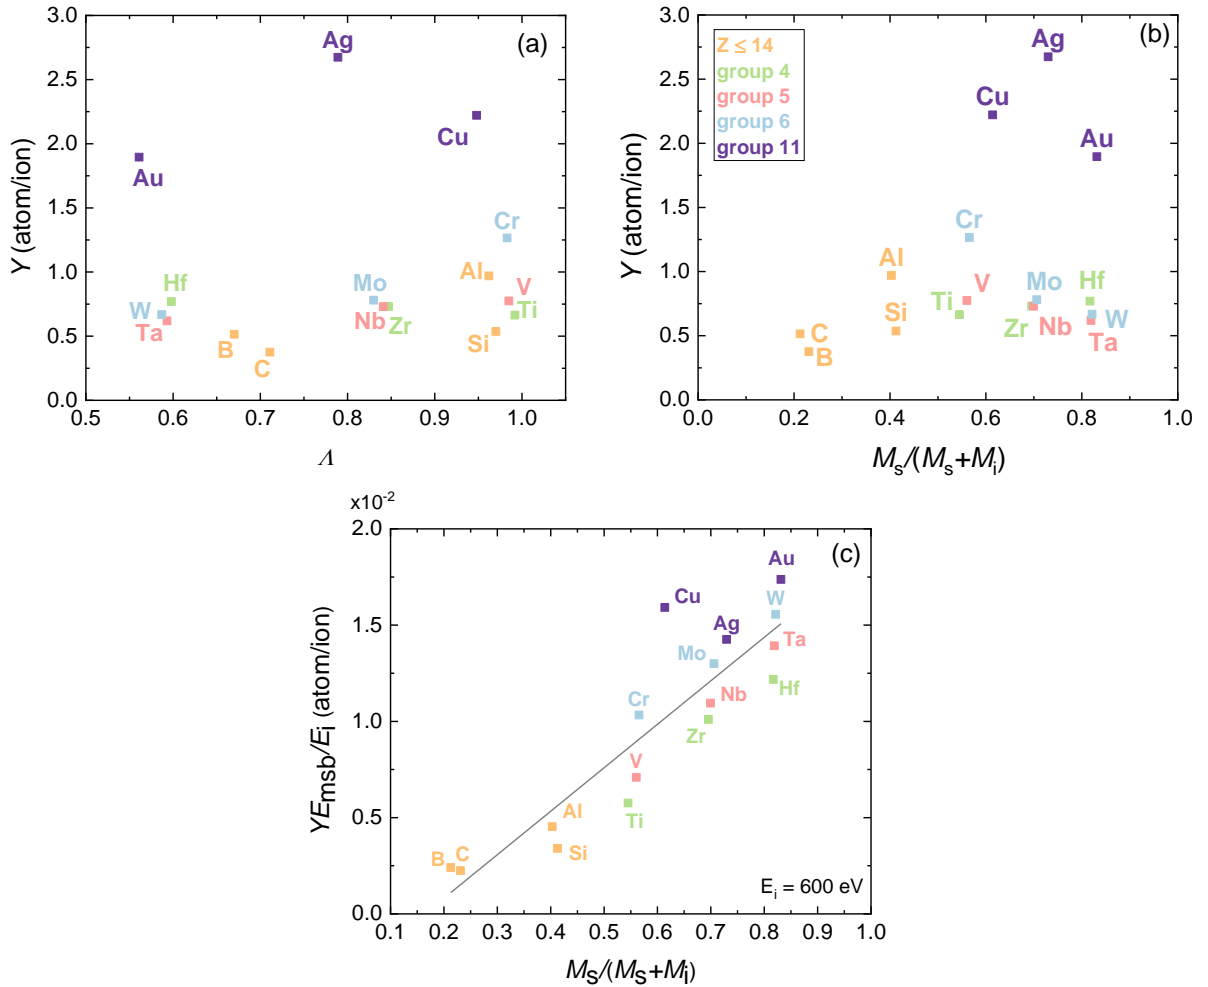 3.0
2.5
2.0
1.5
1.0
0.5
0.0
Y (atom/ion)
(a)
Ag
Cu
Au
Cr
Al
V
Ti
Si
Hf
W
Ta
Mo
Nb
Zr
B
C
0.5 0.6 0.7 0.8 0.9 1.0
Λ
3.0
2.5
2.0
1.5
1.0
0.5
0.0
Y (atom/ion)
(b)
Z ≤ 14
group 4
group 5
group 6
group 11
Ag
Cu
Au
Cr
Al
Si
Ti
V
Mo
Hf
Zr
Nb
W
Ta
C
B
0.0 0.2 0.4 0.6 0.8 1.0
Ms/(Ms+Mi)
x10-2
2.0
1.5
1.0
0.5
0.0
YEmsb/Ei (atom/ion)
(c)
Au
W
Cu
Ag
Ta
Mo
Hf
Cr
Nb
Zr
V
Ti
Al
Si
B C
Ei = 600 eV
0.1 0.2 0.3 0.4 0.5 0.6 0.7 0.8 0.9 1.0
Ms/(Ms+Mi)